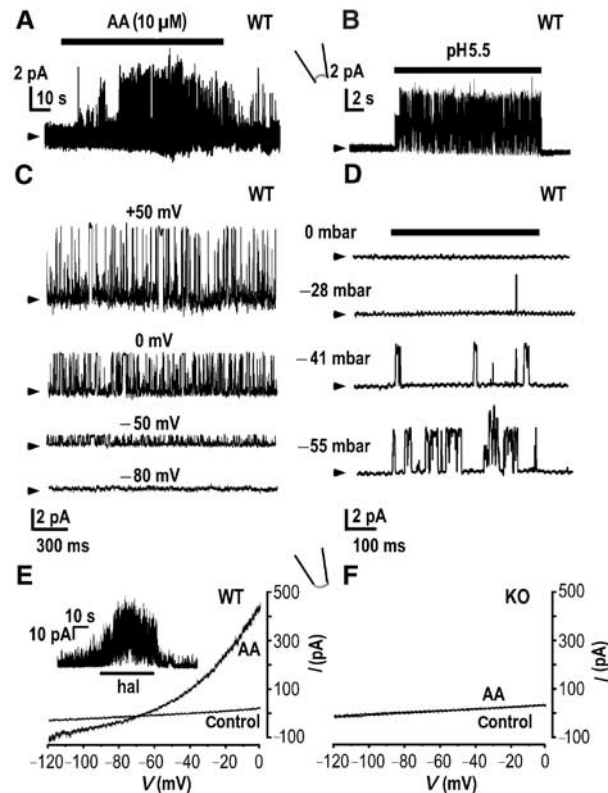 A
AA (10 µM)
WT
2 pA
10 s
B
WT
pH 5.5
2 pA
2 s
C
WT
+50 mV
0 mV
−50 mV
−80 mV
2 pA
300 ms
D
WT
0 mbar
−28 mbar
−41 mbar
−55 mbar
2 pA
100 ms
E
WT
10 s
10 pA
hal
AA
Control
500
300
100
−100
I (pA)
−120 −100 −80 −60 −40 −20 0
V (mV)
F
KO
AA
Control
500
300
100
−100
I (pA)
−120 −100 −80 −60 −40 −20 0
V (mV)